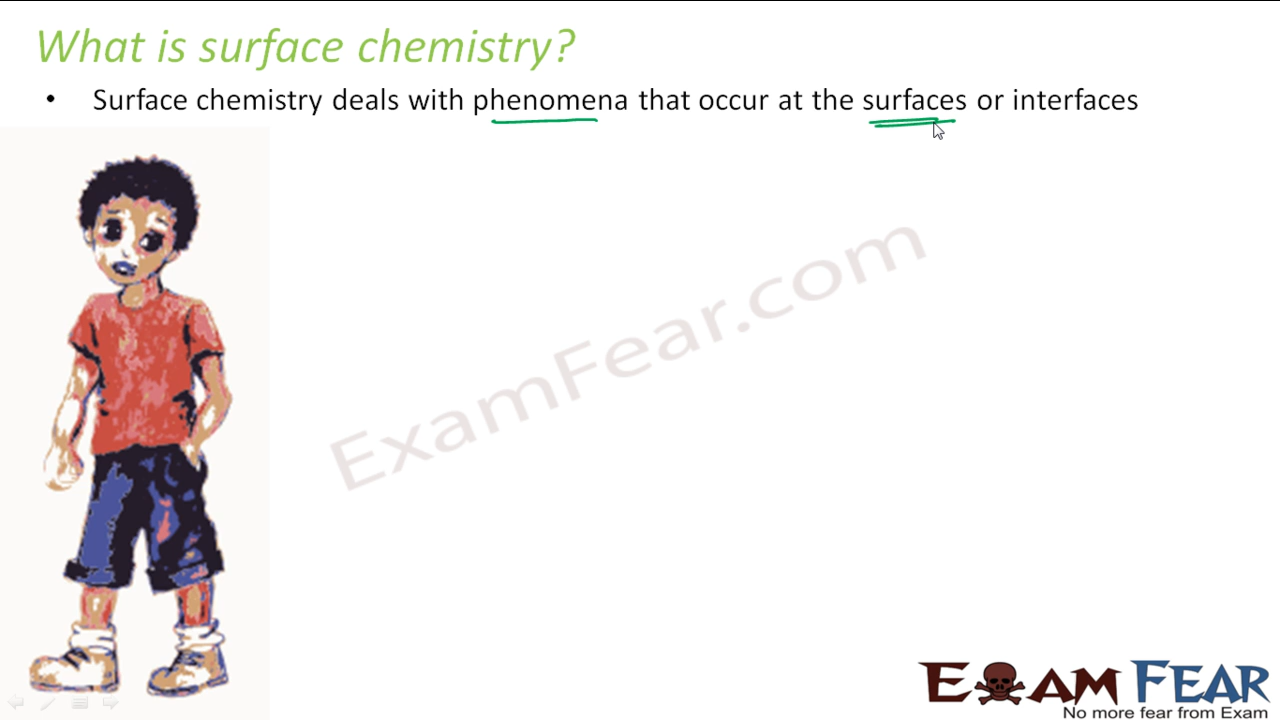 What is surface chemistry?
• Surface chemistry deals with phenomena that occur at the surfaces or interfaces
ExamFear.com
EXAM FEAR
No more fear from Exam